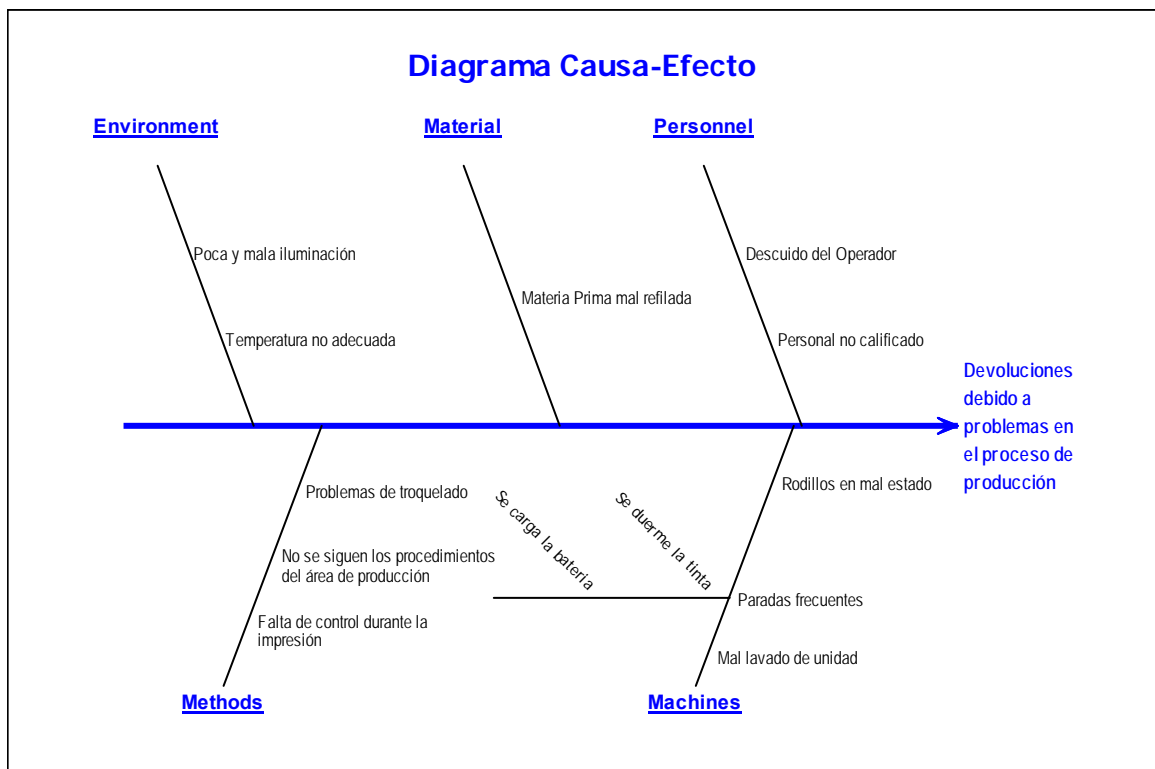 Diagrama Causa-Efecto
Environment
Material
Personnel
Poca y mala iluminación
Descuido del Operador
Materia Prima mal refilada
Temperatura no adecuada
Personal no calificado
Devoluciones
debido a
problemas en
el proceso de
producción
Problemas de troquelado
Se carga la bateria
Se duerme la tinta
Rodillos en mal estado
No se siguen los procedimientos
del área de producción
Paradas frecuentes
Falta de control durante la
impresión
Mal lavado de unidad
Methods
Machines